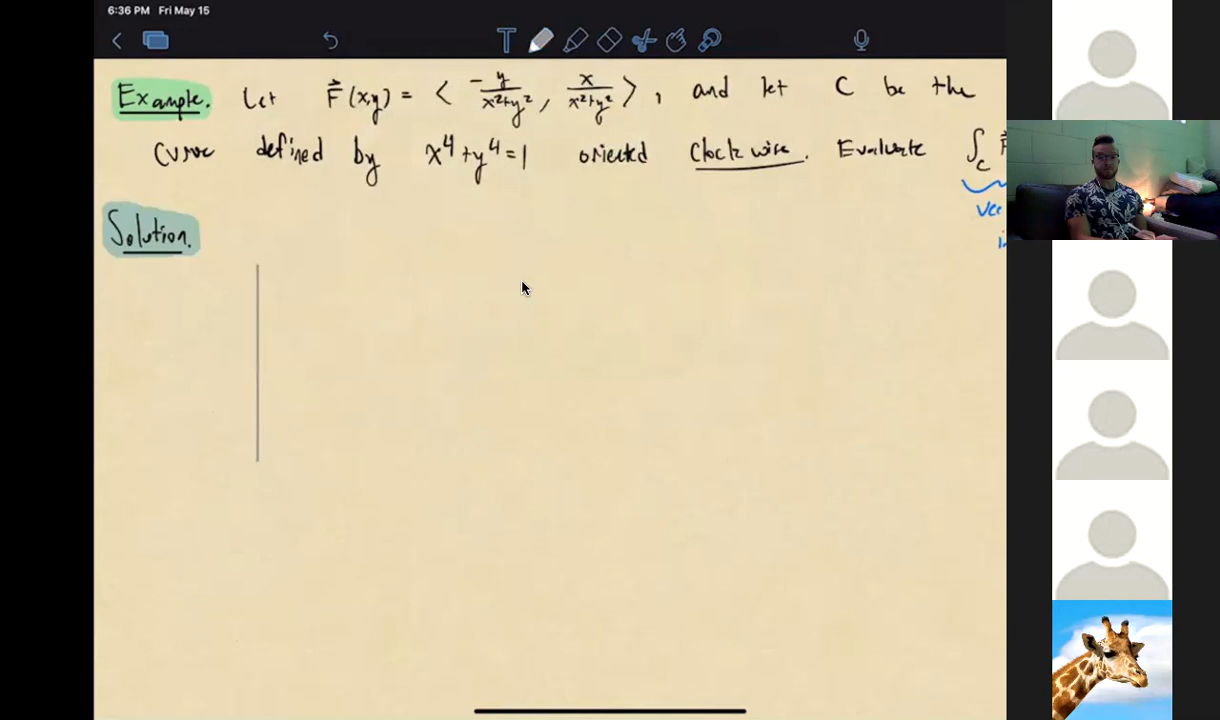 6:36 PM Fri May 15
Example. Let F⃗(x,y) = ⟨ -y/(x²+y²), x/(x²+y²) ⟩, and let C be the
curve defined by x⁴+y⁴=1 oriented Clockwise. Evaluate ∫_C
Solution.